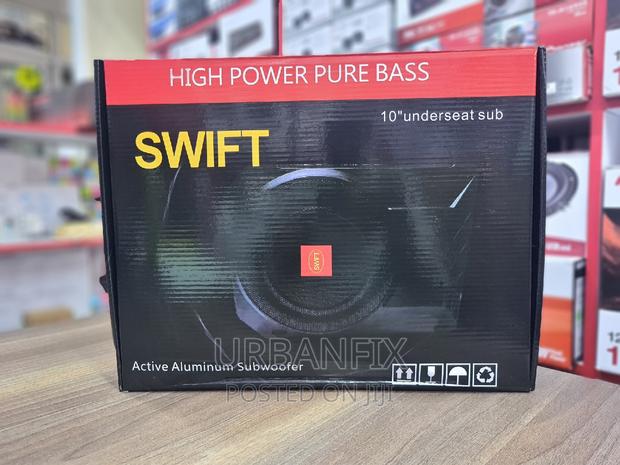 HIGH POWER PURE BASS
10"underseat sub
SWIFT
SWIFT
URBANFIX
POSTED ON JIJI
Active Aluminum Subwoofer